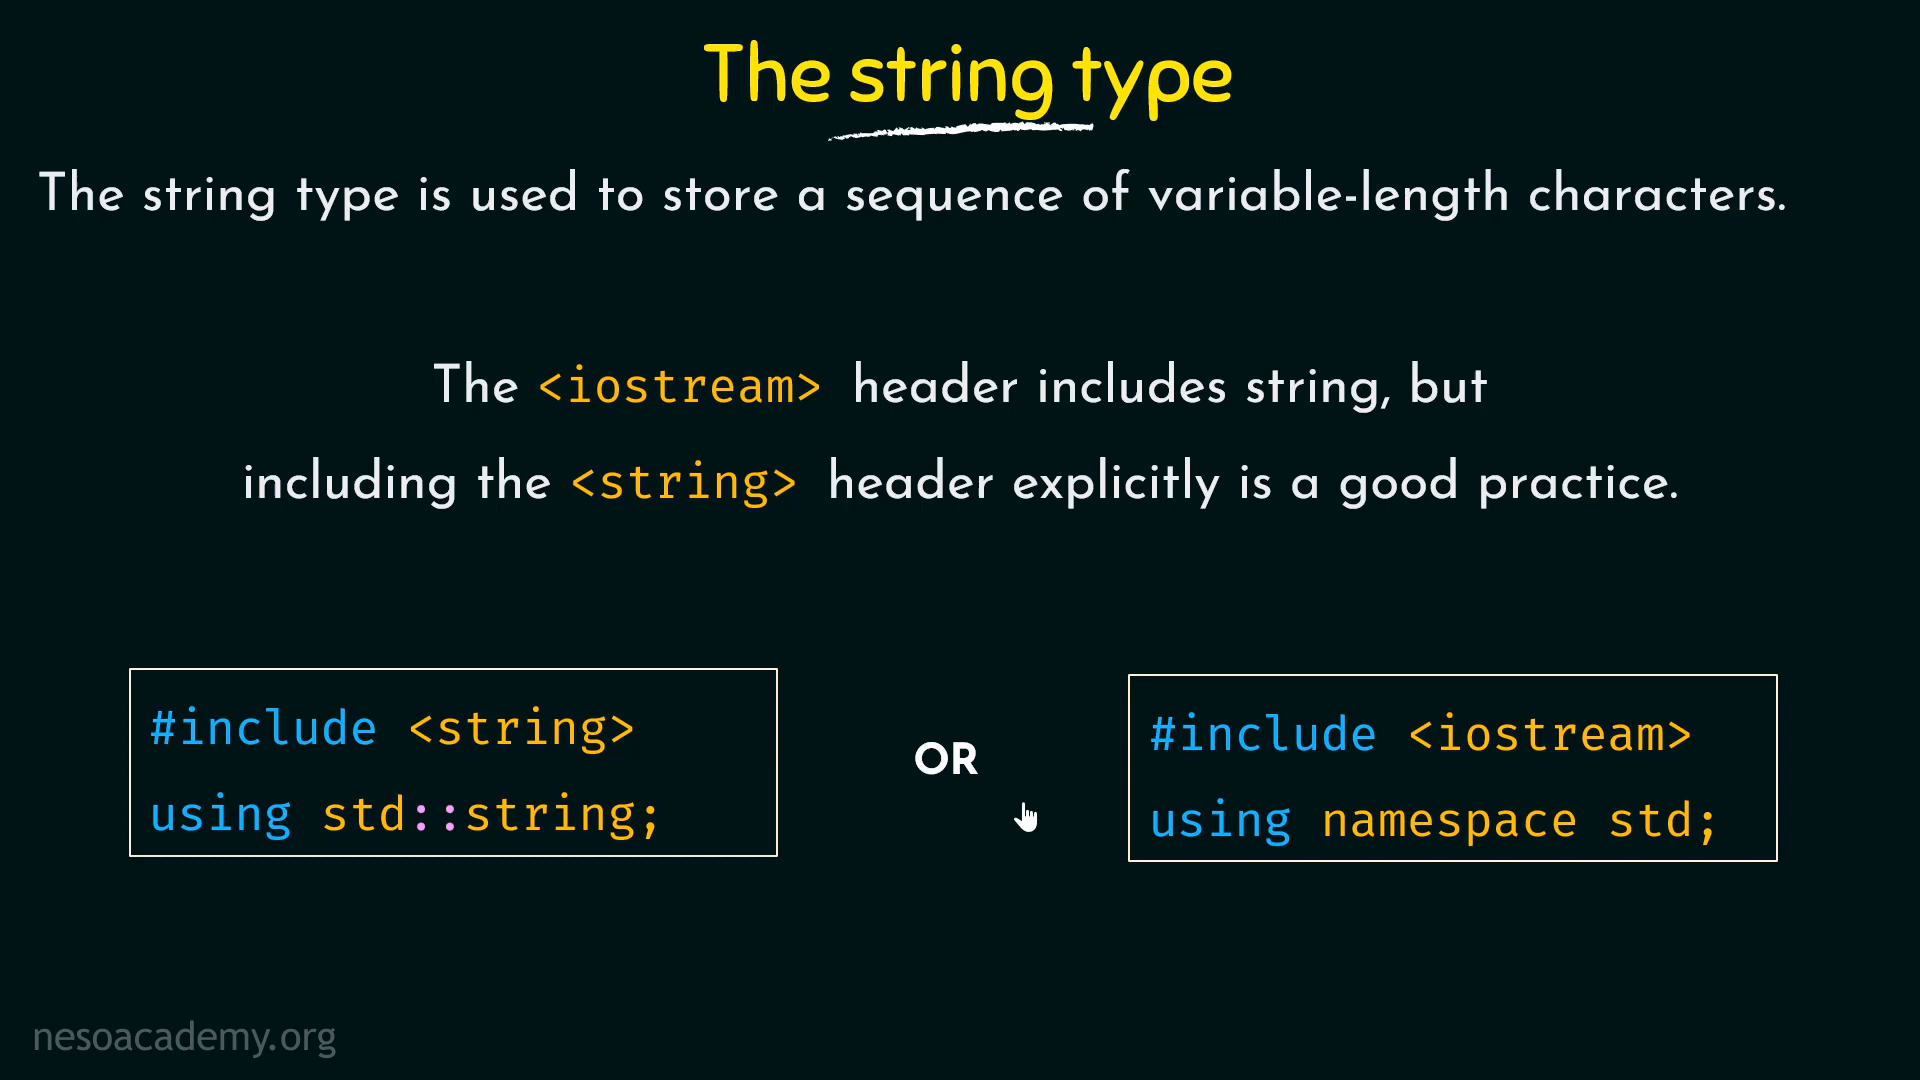 The string type
The string type is used to store a sequence of variable-length characters.
The <iostream> header includes string, but
including the <string> header explicitly is a good practice.
#include <string>
using std::string;
OR
#include <iostream>
using namespace std;
nesoacademy.org